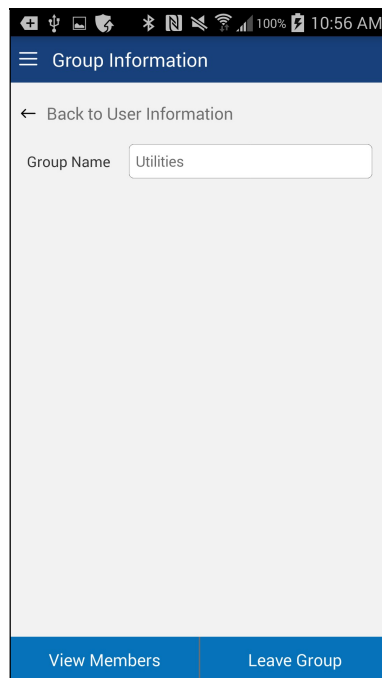 100% 10:56 AM
Group Information
← Back to User Information
Group Name Utilities
View Members Leave Group